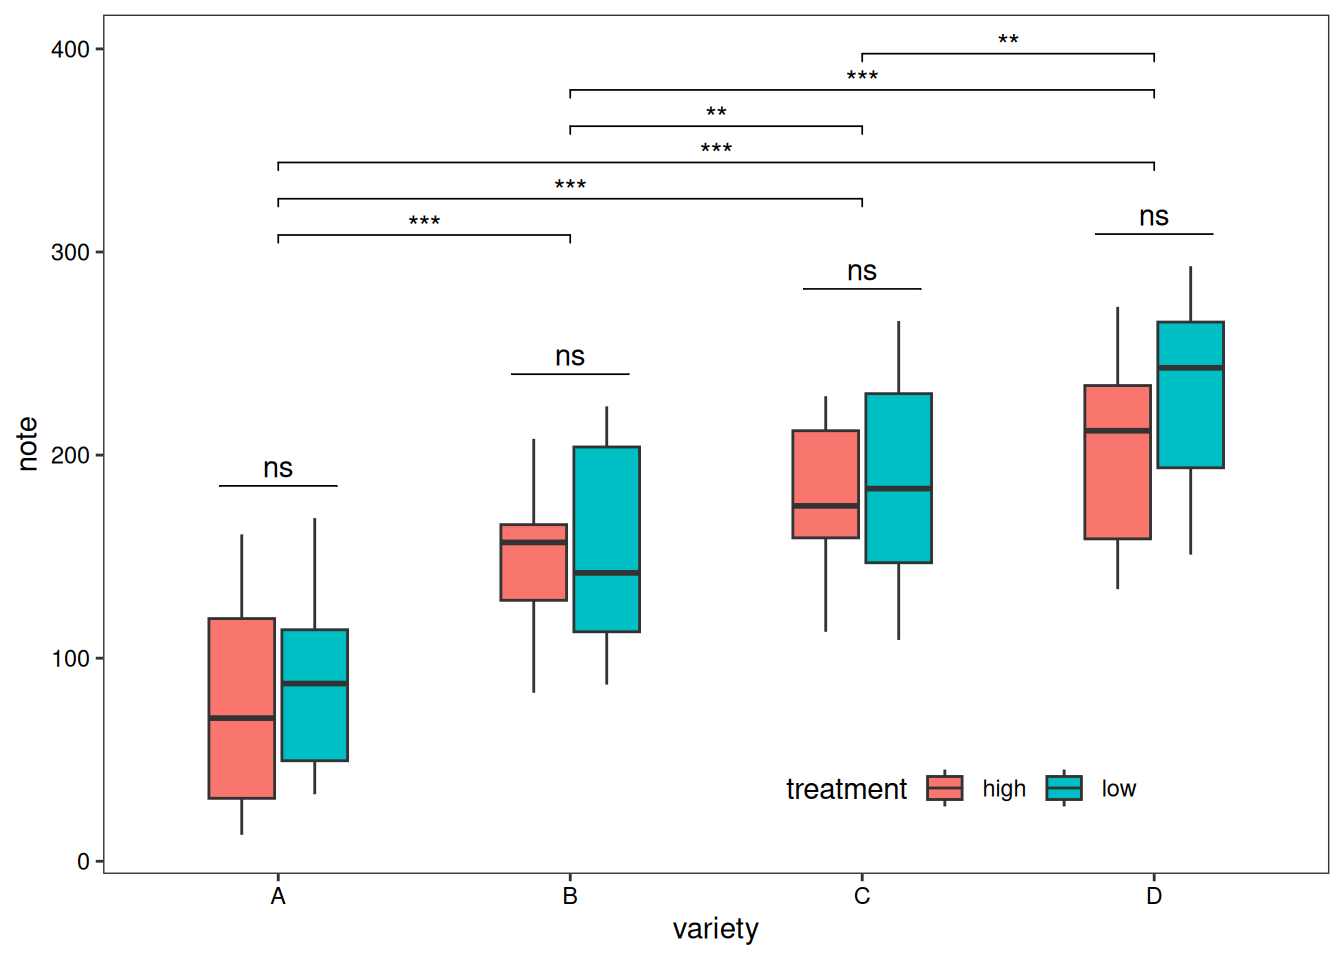 400
**
***
**
***
***
***
300
ns
ns
ns
200
ns
100
0
note
treatment high low
A B C D
variety